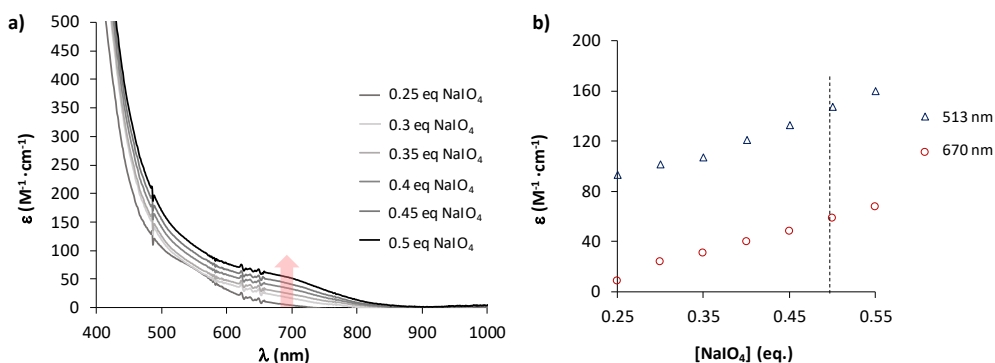 a)
500
450
400
350
300
250
200
150
100
50
0
ε (M⁻¹ ·cm⁻¹)
400 500 600 700 800 900 1000
λ (nm)
0.25 eq NaIO₄
0.3 eq NaIO₄
0.35 eq NaIO₄
0.4 eq NaIO₄
0.45 eq NaIO₄
0.5 eq NaIO₄
b)
200
160
120
80
40
0
ε (M⁻¹ ·cm⁻¹)
0.25 0.35 0.45 0.55
[NaIO₄] (eq.)
513 nm
670 nm